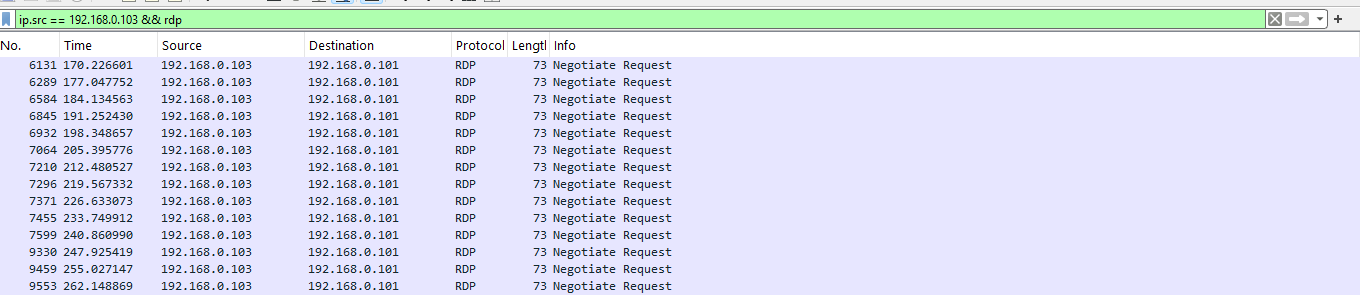 ip.src == 192.168.0.103 && rdp
No. Time Source Destination Protocol Lengtl Info
6131 170.226601 192.168.0.103 192.168.0.101 RDP 73 Negotiate Request
6289 177.047752 192.168.0.103 192.168.0.101 RDP 73 Negotiate Request
6584 184.134563 192.168.0.103 192.168.0.101 RDP 73 Negotiate Request
6845 191.252430 192.168.0.103 192.168.0.101 RDP 73 Negotiate Request
6932 198.348657 192.168.0.103 192.168.0.101 RDP 73 Negotiate Request
7064 205.395776 192.168.0.103 192.168.0.101 RDP 73 Negotiate Request
7210 212.480527 192.168.0.103 192.168.0.101 RDP 73 Negotiate Request
7296 219.567332 192.168.0.103 192.168.0.101 RDP 73 Negotiate Request
7371 226.633073 192.168.0.103 192.168.0.101 RDP 73 Negotiate Request
7455 233.749912 192.168.0.103 192.168.0.101 RDP 73 Negotiate Request
7599 240.860990 192.168.0.103 192.168.0.101 RDP 73 Negotiate Request
9330 247.925419 192.168.0.103 192.168.0.101 RDP 73 Negotiate Request
9459 255.027147 192.168.0.103 192.168.0.101 RDP 73 Negotiate Request
9553 262.148869 192.168.0.103 192.168.0.101 RDP 73 Negotiate Request